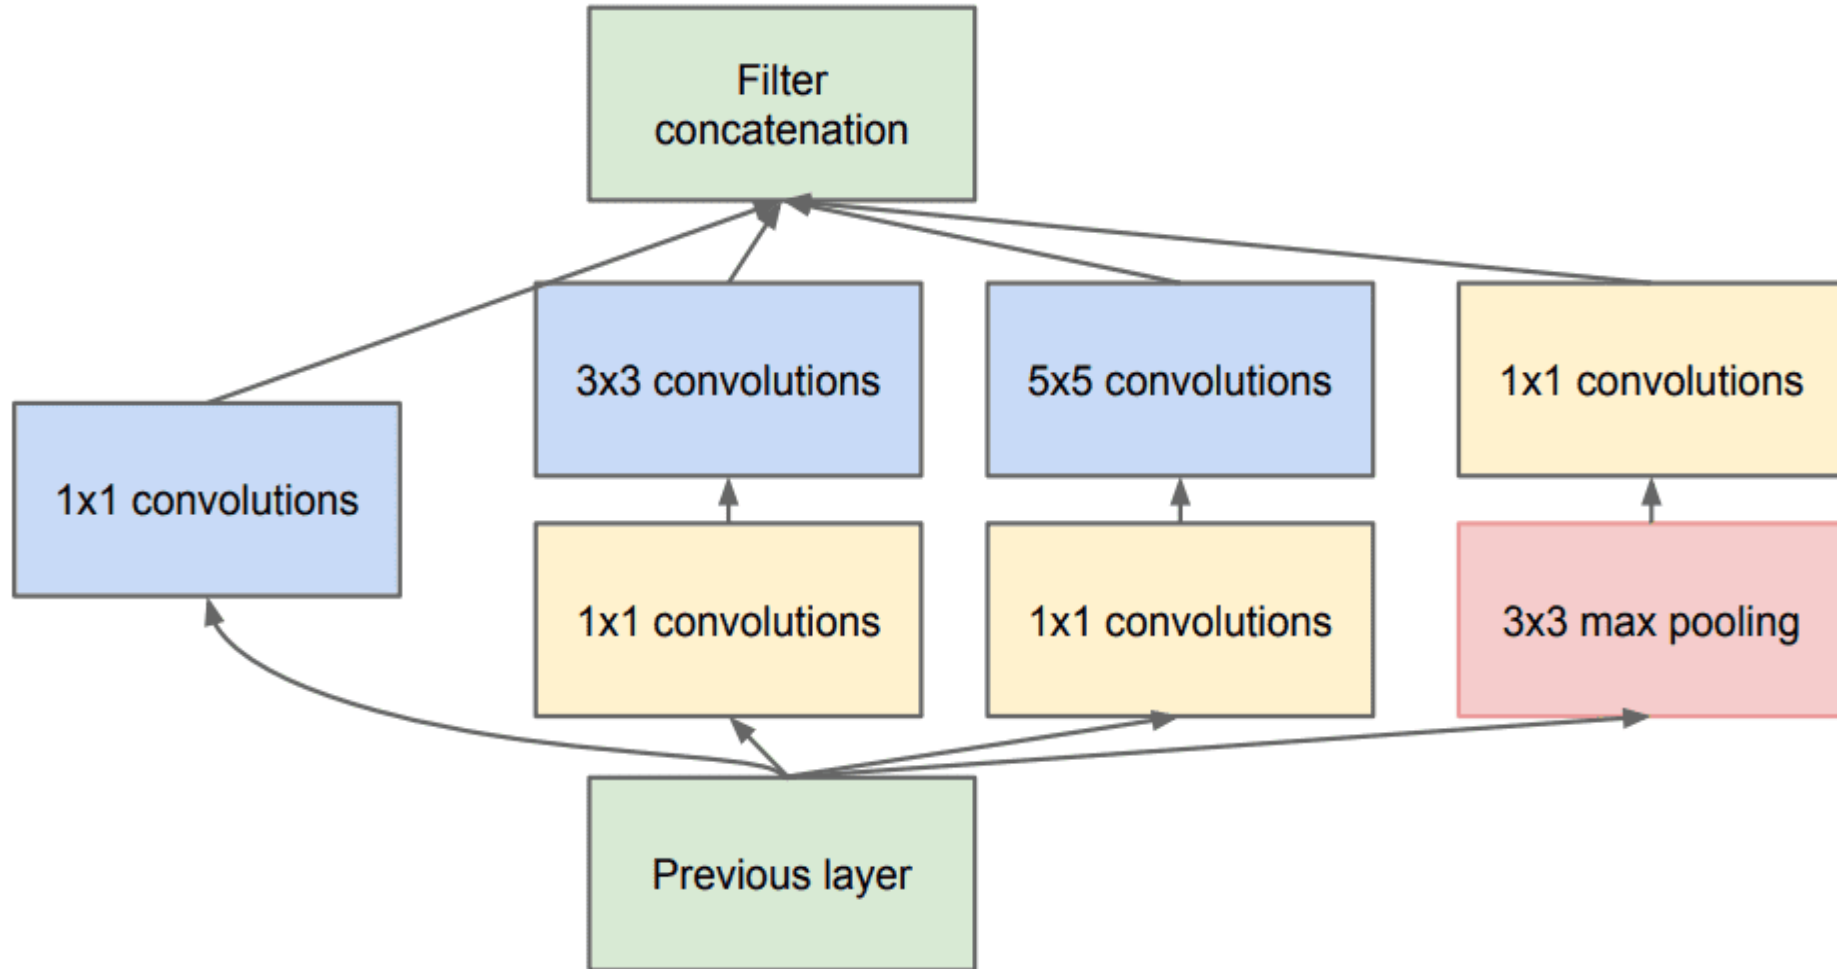 Filter
concatenation
3x3 convolutions
5x5 convolutions
1x1 convolutions
1x1 convolutions
1x1 convolutions
1x1 convolutions
3x3 max pooling
Previous layer